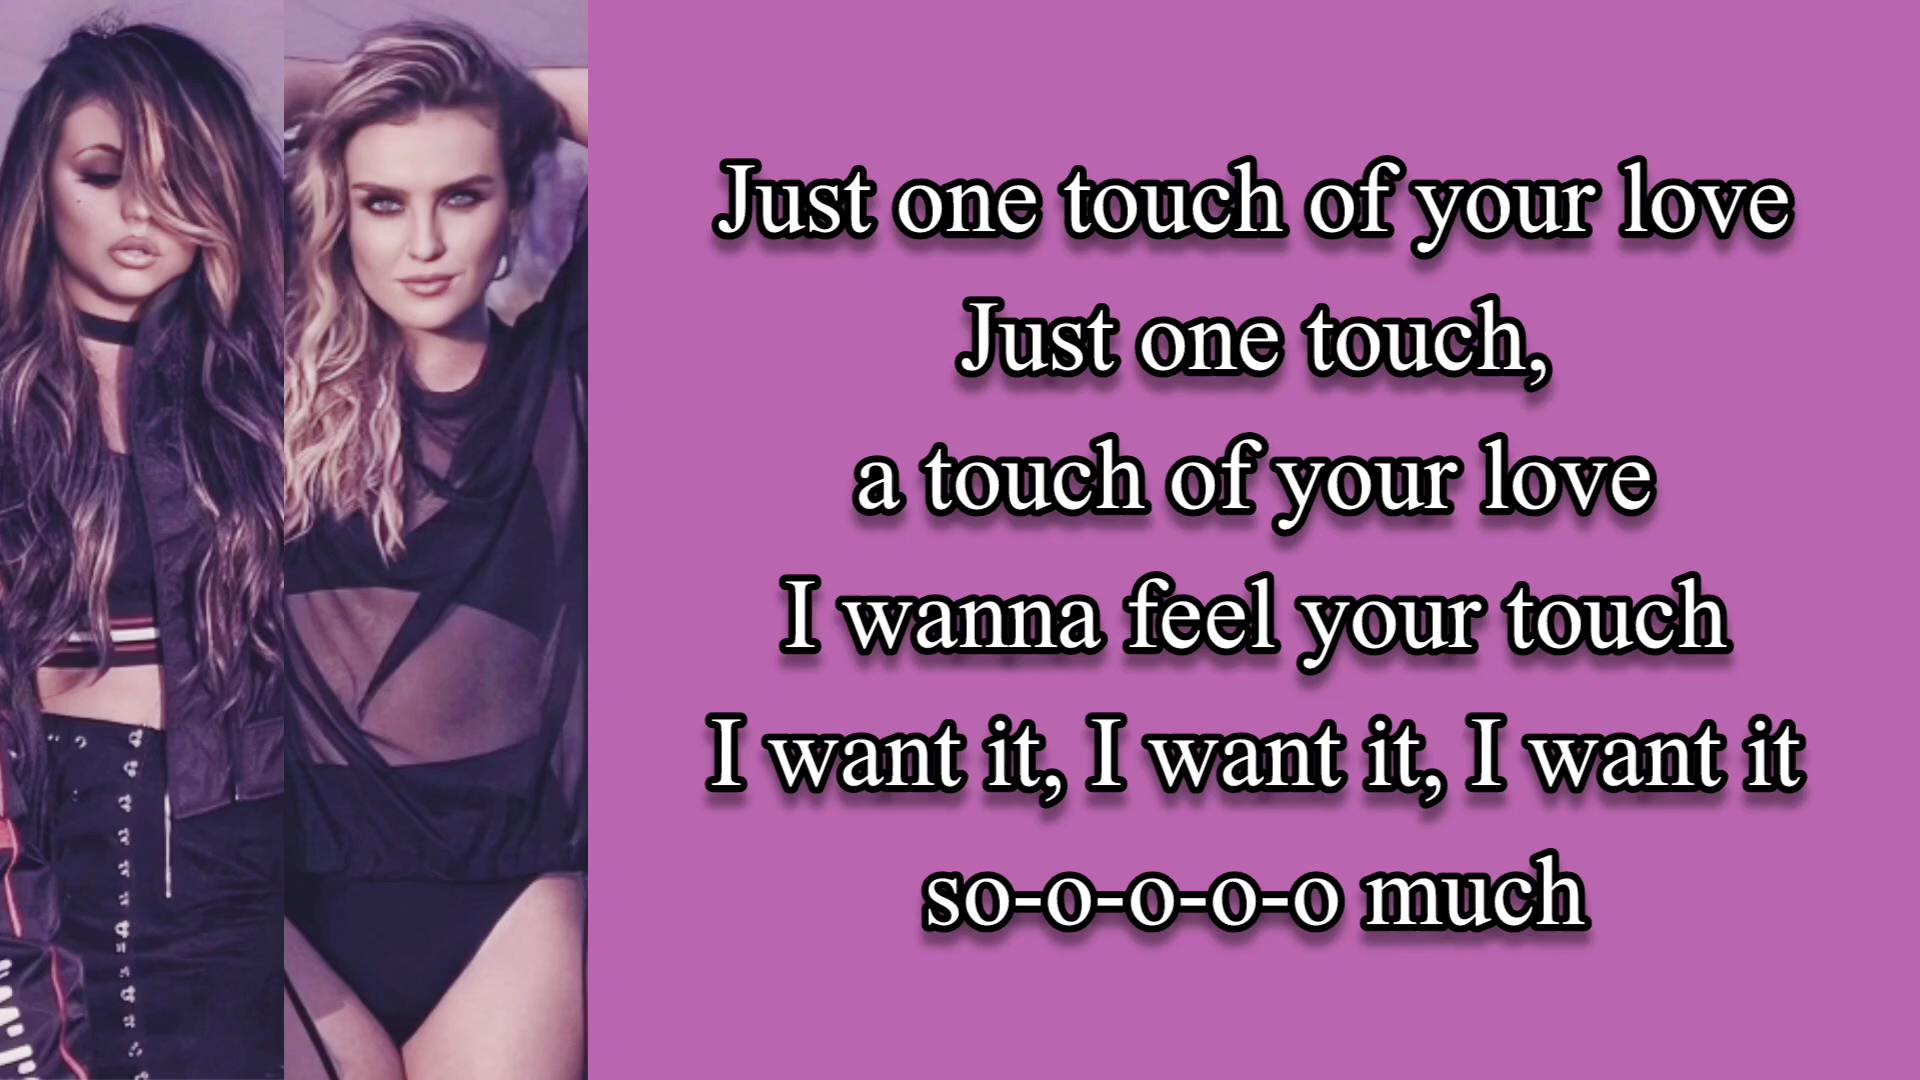 Just one touch of your love
Just one touch,
a touch of your love
I wanna feel your touch
I want it, I want it, I want it
so-o-o-o-o much